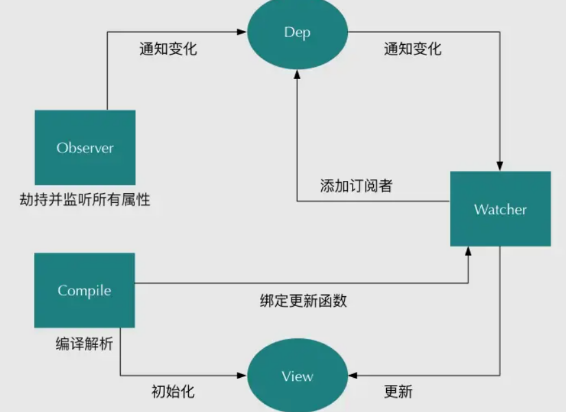 Dep
通知变化
通知变化
Observer
劫持并监听所有属性
添加订阅者
Watcher
Compile
绑定更新函数
编译解析
View
初始化
更新